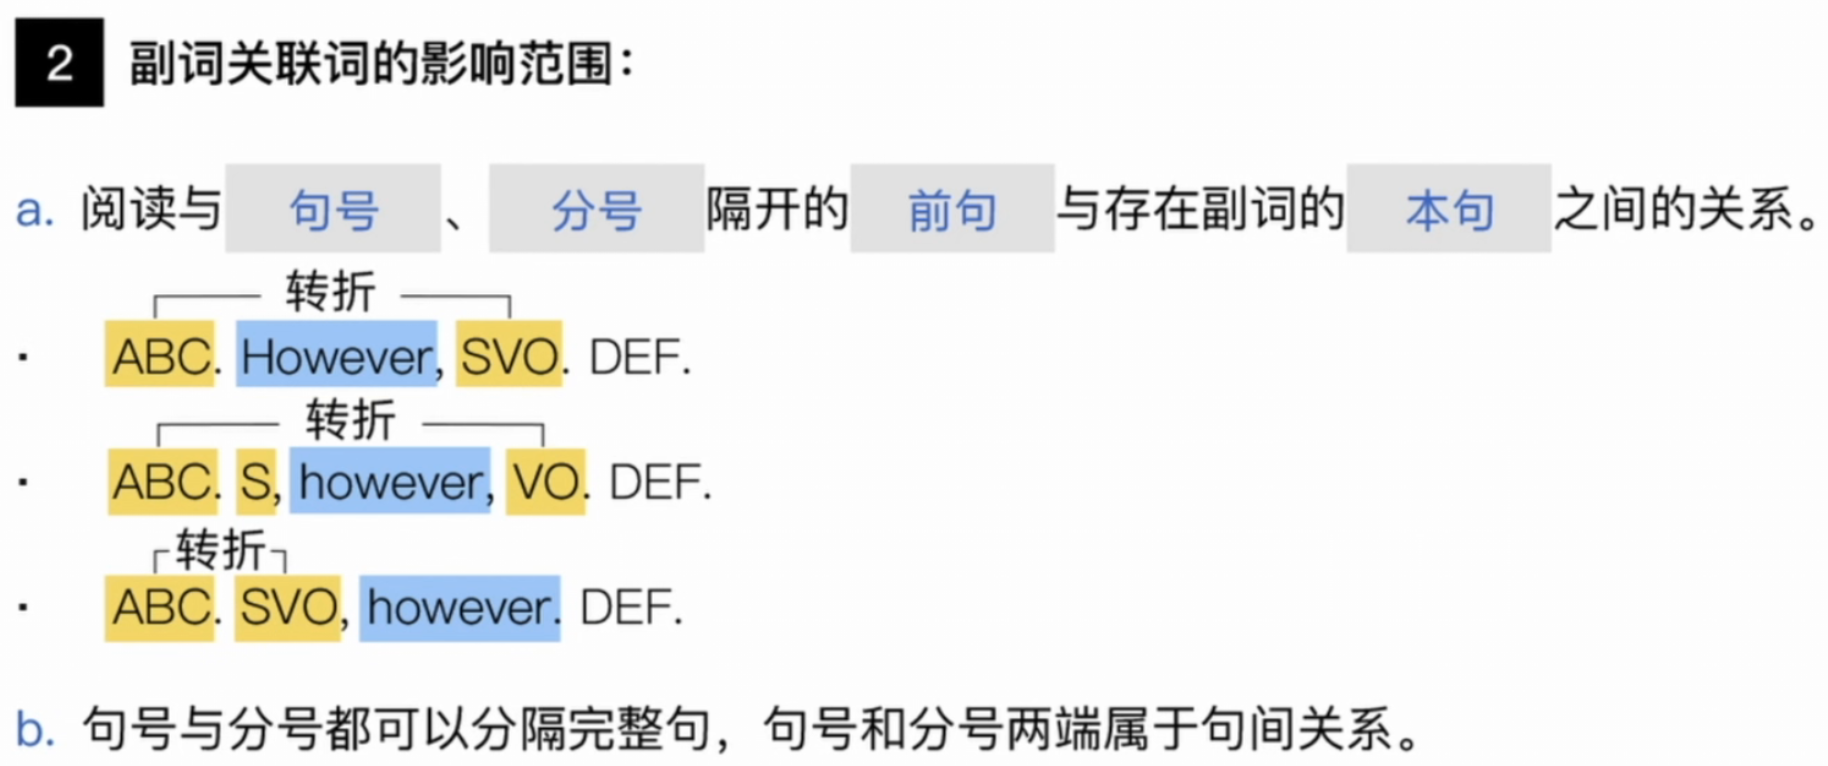 2 副词关联词的影响范围：
a. 阅读与 句号 、 分号 隔开的 前句 与存在副词的 本句 之间的关系。
转折
· ABC. However, SVO. DEF.
转折
· ABC. S, however, VO. DEF.
转折
· ABC. SVO, however. DEF.
b. 句号与分号都可以分隔完整句，句号和分号两端属于句间关系。